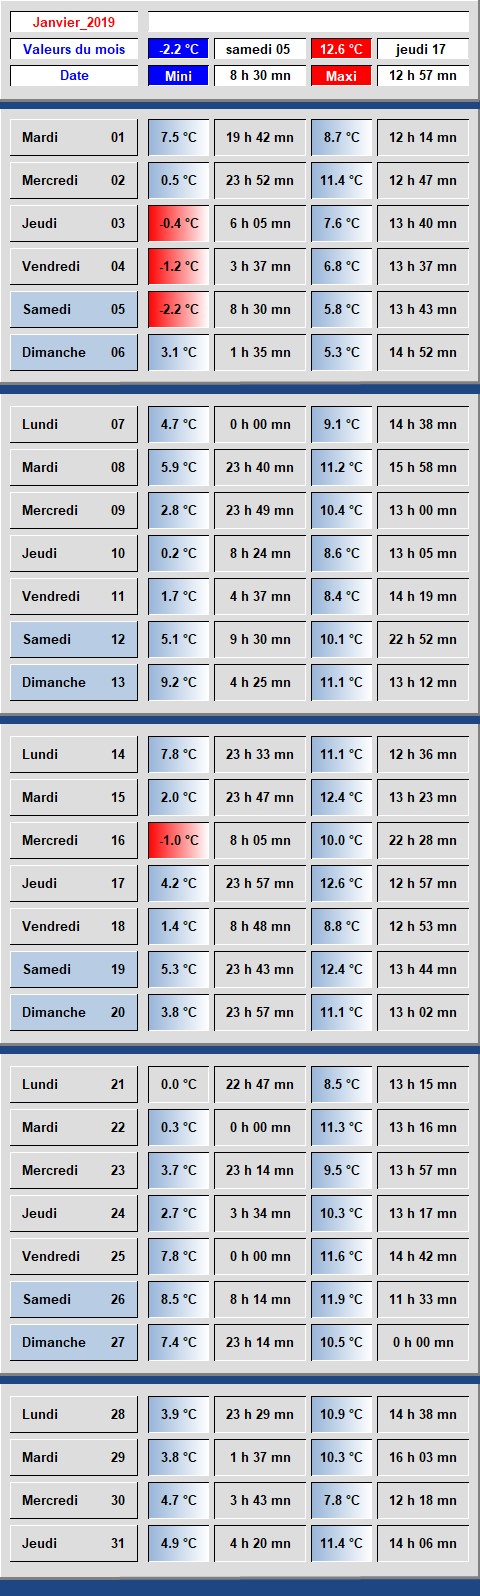 Janvier_2019
Valeurs du mois -2.2 °C samedi 05 12.6 °C jeudi 17
Date Mini 8 h 30 mn Maxi 12 h 57 mn
Mardi 01 7.5 °C 19 h 42 mn 8.7 °C 12 h 14 mn
Mercredi 02 0.5 °C 23 h 52 mn 11.4 °C 12 h 47 mn
Jeudi 03 -0.4 °C 6 h 05 mn 7.6 °C 13 h 40 mn
Vendredi 04 -1.2 °C 3 h 37 mn 6.8 °C 13 h 37 mn
Samedi 05 -2.2 °C 8 h 30 mn 5.8 °C 13 h 43 mn
Dimanche 06 3.1 °C 1 h 35 mn 5.3 °C 14 h 52 mn
Lundi 07 4.7 °C 0 h 00 mn 9.1 °C 14 h 38 mn
Mardi 08 5.9 °C 23 h 40 mn 11.2 °C 15 h 58 mn
Mercredi 09 2.8 °C 23 h 49 mn 10.4 °C 13 h 00 mn
Jeudi 10 0.2 °C 8 h 24 mn 8.6 °C 13 h 05 mn
Vendredi 11 1.7 °C 4 h 37 mn 8.4 °C 14 h 19 mn
Samedi 12 5.1 °C 9 h 30 mn 10.1 °C 22 h 52 mn
Dimanche 13 9.2 °C 4 h 25 mn 11.1 °C 13 h 12 mn
Lundi 14 7.8 °C 23 h 33 mn 11.1 °C 12 h 36 mn
Mardi 15 2.0 °C 23 h 47 mn 12.4 °C 13 h 23 mn
Mercredi 16 -1.0 °C 8 h 05 mn 10.0 °C 22 h 28 mn
Jeudi 17 4.2 °C 23 h 57 mn 12.6 °C 12 h 57 mn
Vendredi 18 1.4 °C 8 h 48 mn 8.8 °C 12 h 53 mn
Samedi 19 5.3 °C 23 h 43 mn 12.4 °C 13 h 44 mn
Dimanche 20 3.8 °C 23 h 57 mn 11.1 °C 13 h 02 mn
Lundi 21 0.0 °C 22 h 47 mn 8.5 °C 13 h 15 mn
Mardi 22 0.3 °C 0 h 00 mn 11.3 °C 13 h 16 mn
Mercredi 23 3.7 °C 23 h 14 mn 9.5 °C 13 h 57 mn
Jeudi 24 2.7 °C 3 h 34 mn 10.3 °C 13 h 17 mn
Vendredi 25 7.8 °C 0 h 00 mn 11.6 °C 14 h 42 mn
Samedi 26 8.5 °C 8 h 14 mn 11.9 °C 11 h 33 mn
Dimanche 27 7.4 °C 23 h 14 mn 10.5 °C 0 h 00 mn
Lundi 28 3.9 °C 23 h 29 mn 10.9 °C 14 h 38 mn
Mardi 29 3.8 °C 1 h 37 mn 10.3 °C 16 h 03 mn
Mercredi 30 4.7 °C 3 h 43 mn 7.8 °C 12 h 18 mn
Jeudi 31 4.9 °C 4 h 20 mn 11.4 °C 14 h 06 mn